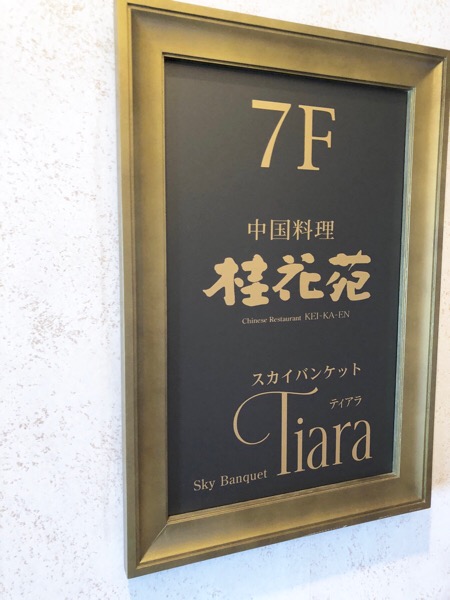 7F
中国料理
桂花苑
Chinese Restaurant KEI-KA-EN
スカイバンケット
ティアラ
Sky Banquet Tiara